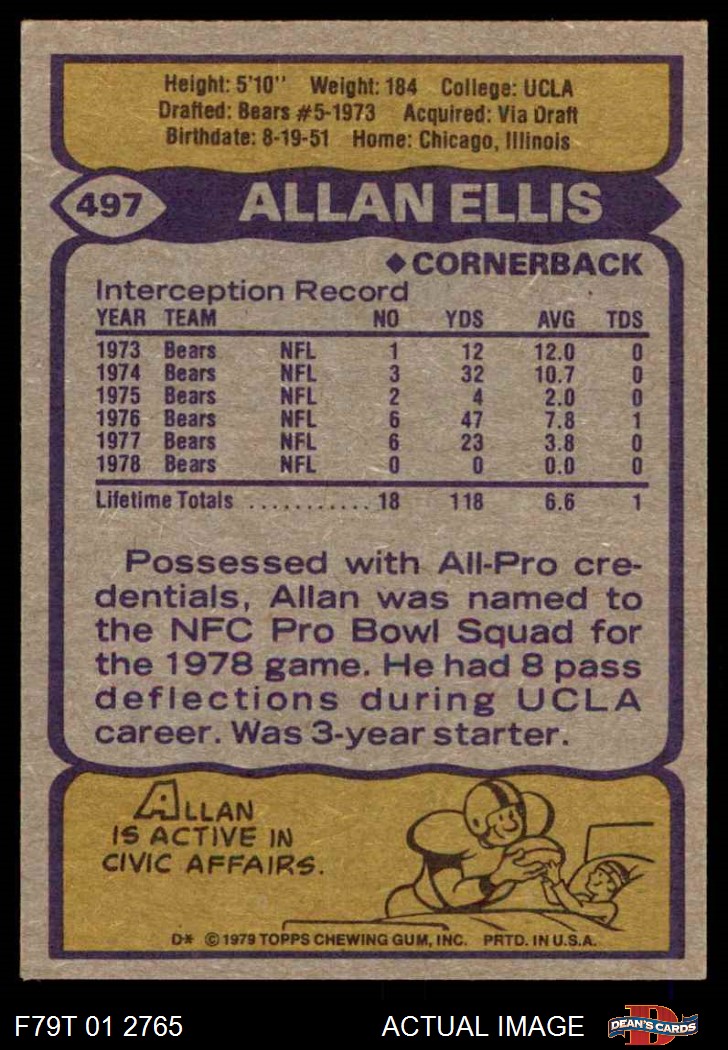 Height: 5'10" Weight: 184 College: UCLA
Drafted: Bears #5-1973 Acquired: Via Draft
Birthdate: 8-19-51 Home: Chicago, Illinois
497 ALLAN ELLIS
◆CORNERBACK
Interception Record
YEAR TEAM NO YDS AVG TDS
1973 Bears NFL 1 12 12.0 0
1974 Bears NFL 3 32 10.7 0
1975 Bears NFL 2 4 2.0 0
1976 Bears NFL 6 47 7.8 1
1977 Bears NFL 6 23 3.8 0
1978 Bears NFL 0 0 0.0 0
Lifetime Totals ............ 18 118 6.6 1
Possessed with All-Pro cre-
dentials, Allan was named to
the NFC Pro Bowl Squad for
the 1978 game. He had 8 pass
deflections during UCLA
career. Was 3-year starter.
ALLAN
IS ACTIVE IN
CIVIC AFFAIRS.
D* © 1979 TOPPS CHEWING GUM, INC. PRTD. IN U.S.A.
F79T 01 2765 ACTUAL IMAGE D DEAN'S CARDS